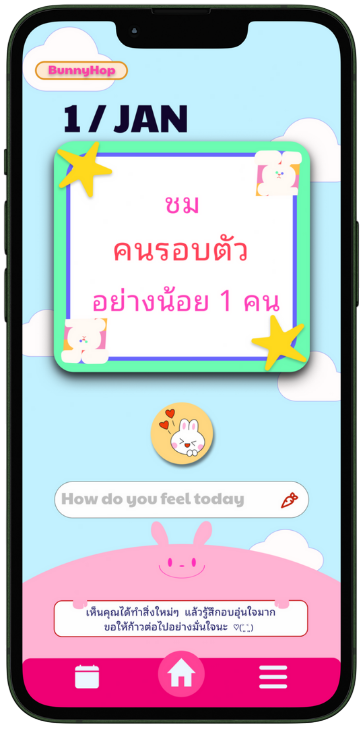 BunnyHop
1 / JAN
ชม
คนรอบตัว
อย่างน้อย 1 คน
How do you feel today
เห็นคุณได้ทำสิ่งใหม่ๆ แล้วรู้สึกอบอุ่นใจมาก
ขอให้ก้าวต่อไปอย่างมั่นใจนะ ♡(¨̮)